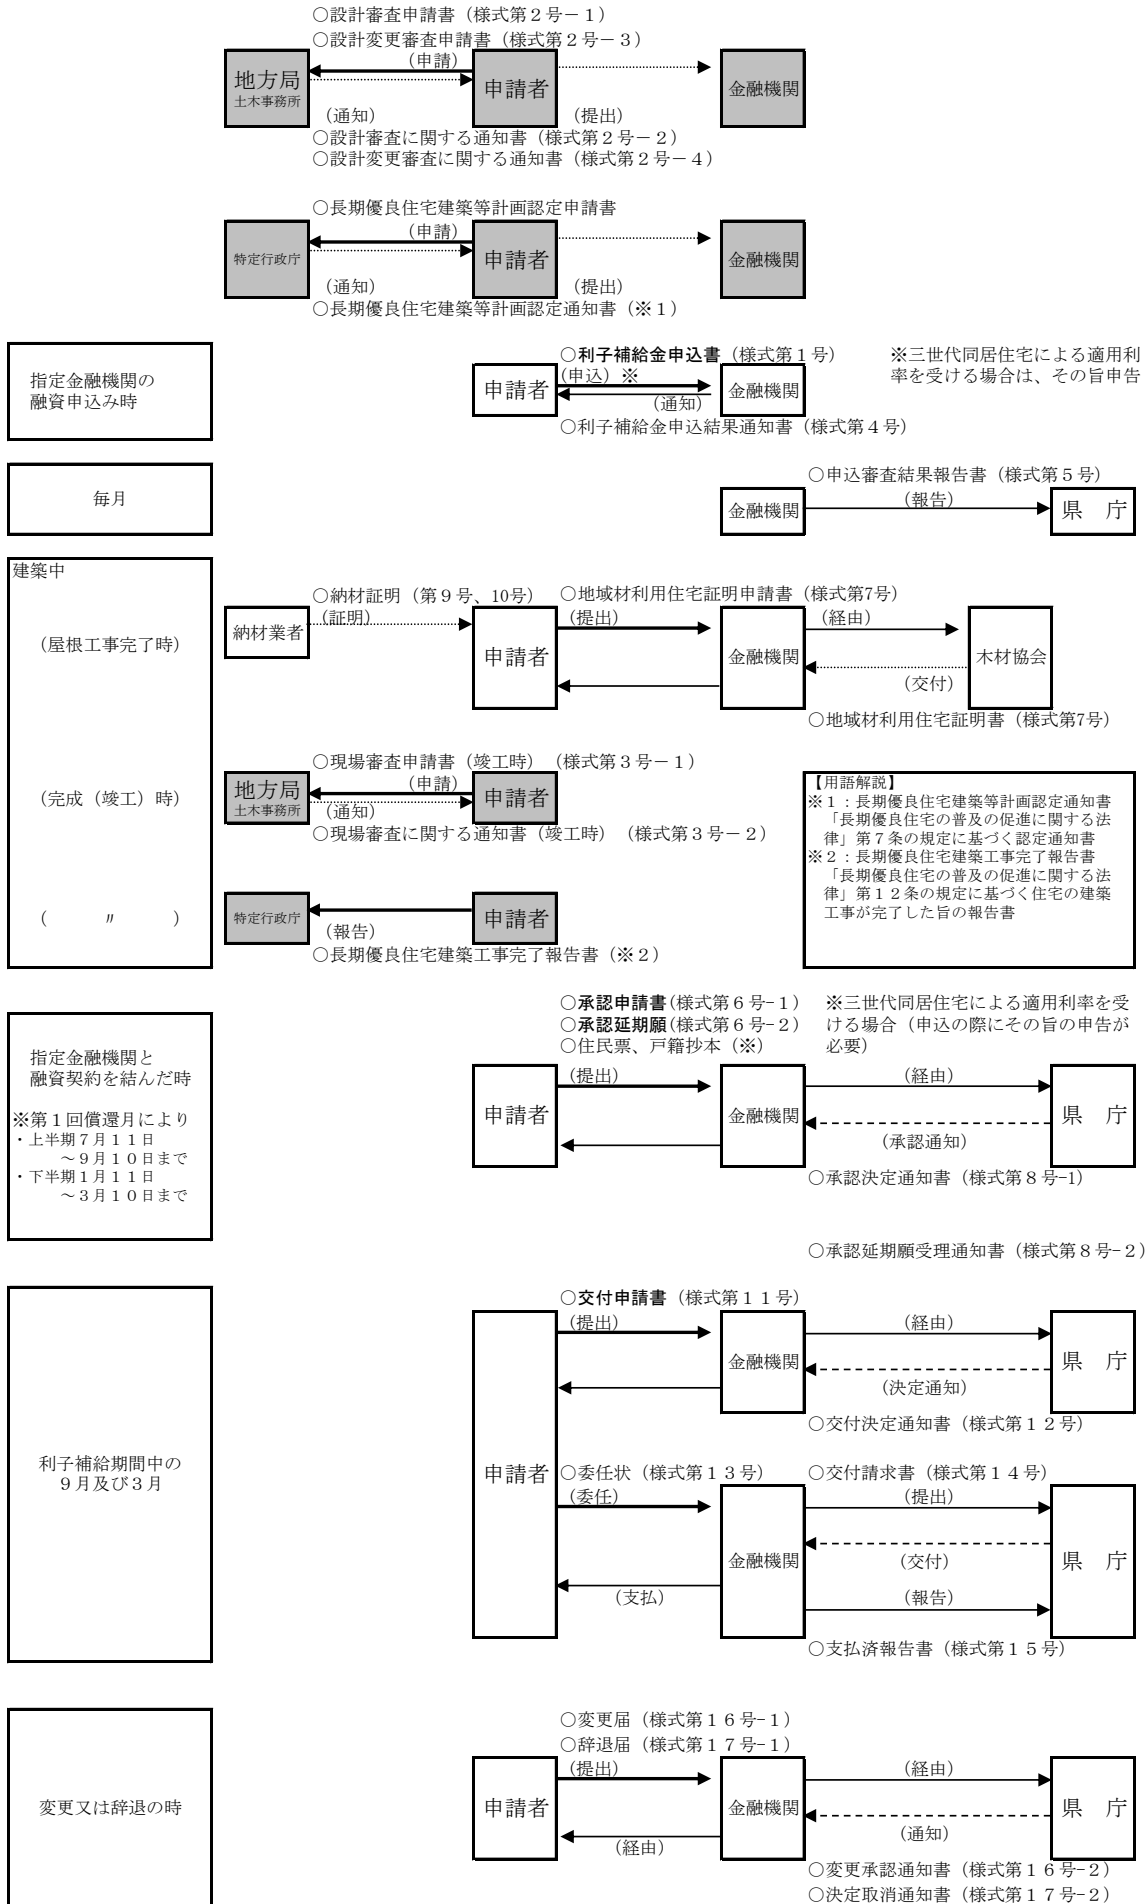 ○設計審査申請書（様式第２号－１）
○設計変更審査申請書（様式第２号－３）
（申請）
地方局
土木事務所
申請者
金融機関
（通知）
（提出）
○設計審査に関する通知書（様式第２号－２）
○設計変更審査に関する通知書（様式第２号－４）
○長期優良住宅建築等計画認定申請書
（申請）
特定行政庁
申請者
金融機関
（通知）
（提出）
○長期優良住宅建築等計画認定通知書（※１）
指定金融機関の
融資申込み時
○利子補給金申込書（様式第１号）
（申込）※
※三世代同居住宅による適用利
率を受ける場合は、その旨申告
申請者
金融機関
（通知）
○利子補給金申込結果通知書（様式第４号）
毎月
○申込審査結果報告書（様式第５号）
（報告）
金融機関
県　庁
建築中
（屋根工事完了時）
○納材証明（第９号、10号）
（証明）
納材業者
○地域材利用住宅証明申請書（様式第7号）
（提出）
（経由）
申請者
金融機関
木材協会
（交付）
○地域材利用住宅証明書（様式第7号）
（完成（竣工）時）
○現場審査申請書（竣工時）（様式第３号－１）
（申請）
地方局
土木事務所
申請者
（通知）
○現場審査に関する通知書（竣工時）（様式第３号－２）
【用語解説】
※１：長期優良住宅建築等計画認定通知書
「長期優良住宅の普及の促進に関する法
律」第７条の規定に基づく認定通知書
※２：長期優良住宅建築工事完了報告書
「長期優良住宅の普及の促進に関する法
律」第１２条の規定に基づく住宅の建築
工事が完了した旨の報告書
（　　〃　　）
特定行政庁
申請者
（報告）
○長期優良住宅建築工事完了報告書（※２）
指定金融機関と
融資契約を結んだ時
※第１回償還月により
・上半期７月１１日
～９月１０日まで
・下半期１月１１日
～３月１０日まで
○承認申請書（様式第６号-１）
○承認延期願（様式第６号-２）
○住民票、戸籍抄本（※）
※三世代同居住宅による適用利率を受
ける場合（申込の際にその旨の申告が
必要）
（提出）
（経由）
申請者
金融機関
県　庁
（承認通知）
○承認決定通知書（様式第８号-1）
○承認延期願受理通知書（様式第８号-２）
利子補給期間中の
９月及び３月
○交付申請書（様式第１１号）
（提出）
（経由）
金融機関
県　庁
（決定通知）
○交付決定通知書（様式第１２号）
申請者
○委任状（様式第１３号）
（委任）
○交付請求書（様式第１４号）
（提出）
金融機関
県　庁
（交付）
（支払）
（報告）
○支払済報告書（様式第１５号）
変更又は辞退の時
○変更届（様式第１６号-１）
○辞退届（様式第１７号-１）
（提出）
（経由）
申請者
金融機関
県　庁
（通知）
（経由）
○変更承認通知書（様式第１６号-２）
○決定取消通知書（様式第１７号-２）